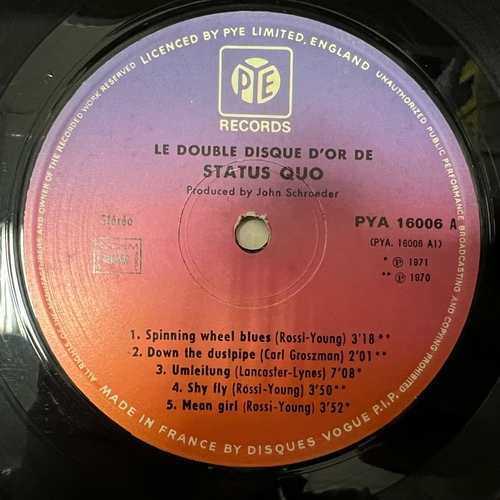 LICENCED BY PYE LIMITED, ENGLAND
UNAUTHORIZED PUBLIC PERFORMANCE BROADCASTING AND COPYING PROHIBITED
AND OWNER OF THE RECORDED WORK RESERVED
PYE
RECORDS
LE DOUBLE DISQUE D'OR DE
STATUS QUO
Produced by John Schroeder
Stéréo
PYA 16006 A
(PYA. 16006 A1)
* Ⓟ 1971
** Ⓟ 1970
1. Spinning wheel blues (Rossi-Young) 3'18**
2. Down the dustpipe (Carl Groszman) 2'01**
3. Umleitung (Lancaster-Lynes) 7'08*
4. Shy fly (Rossi-Young) 3'50**
5. Mean girl (Rossi-Young) 3'52*
MADE IN FRANCE BY DISQUES VOGUE P.I.P.